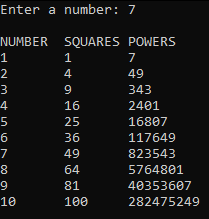 Enter a number: 7
NUMBER SQUARES POWERS
1 1 7
2 4 49
3 9 343
4 16 2401
5 25 16807
6 36 117649
7 49 823543
8 64 5764801
9 81 40353607
10 100 282475249